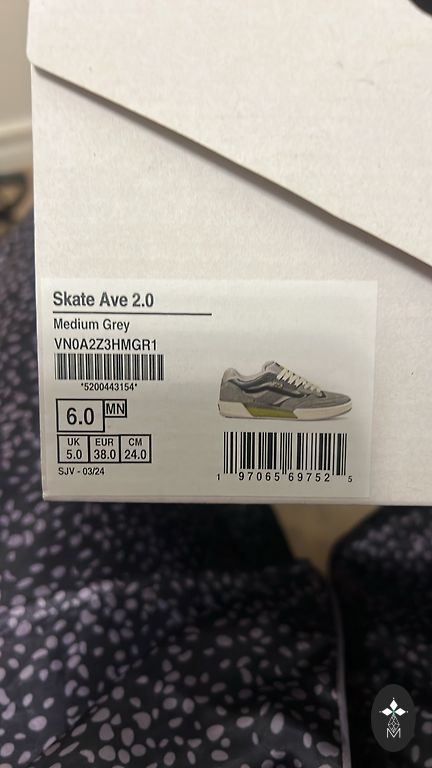 Skate Ave 2.0
Medium Grey
VN0A2Z3HMGR1
*5200443154*
6.0 MN
UK EUR CM
5.0 38.0 24.0
SJV - 03/24
1 97065 69752 5
M